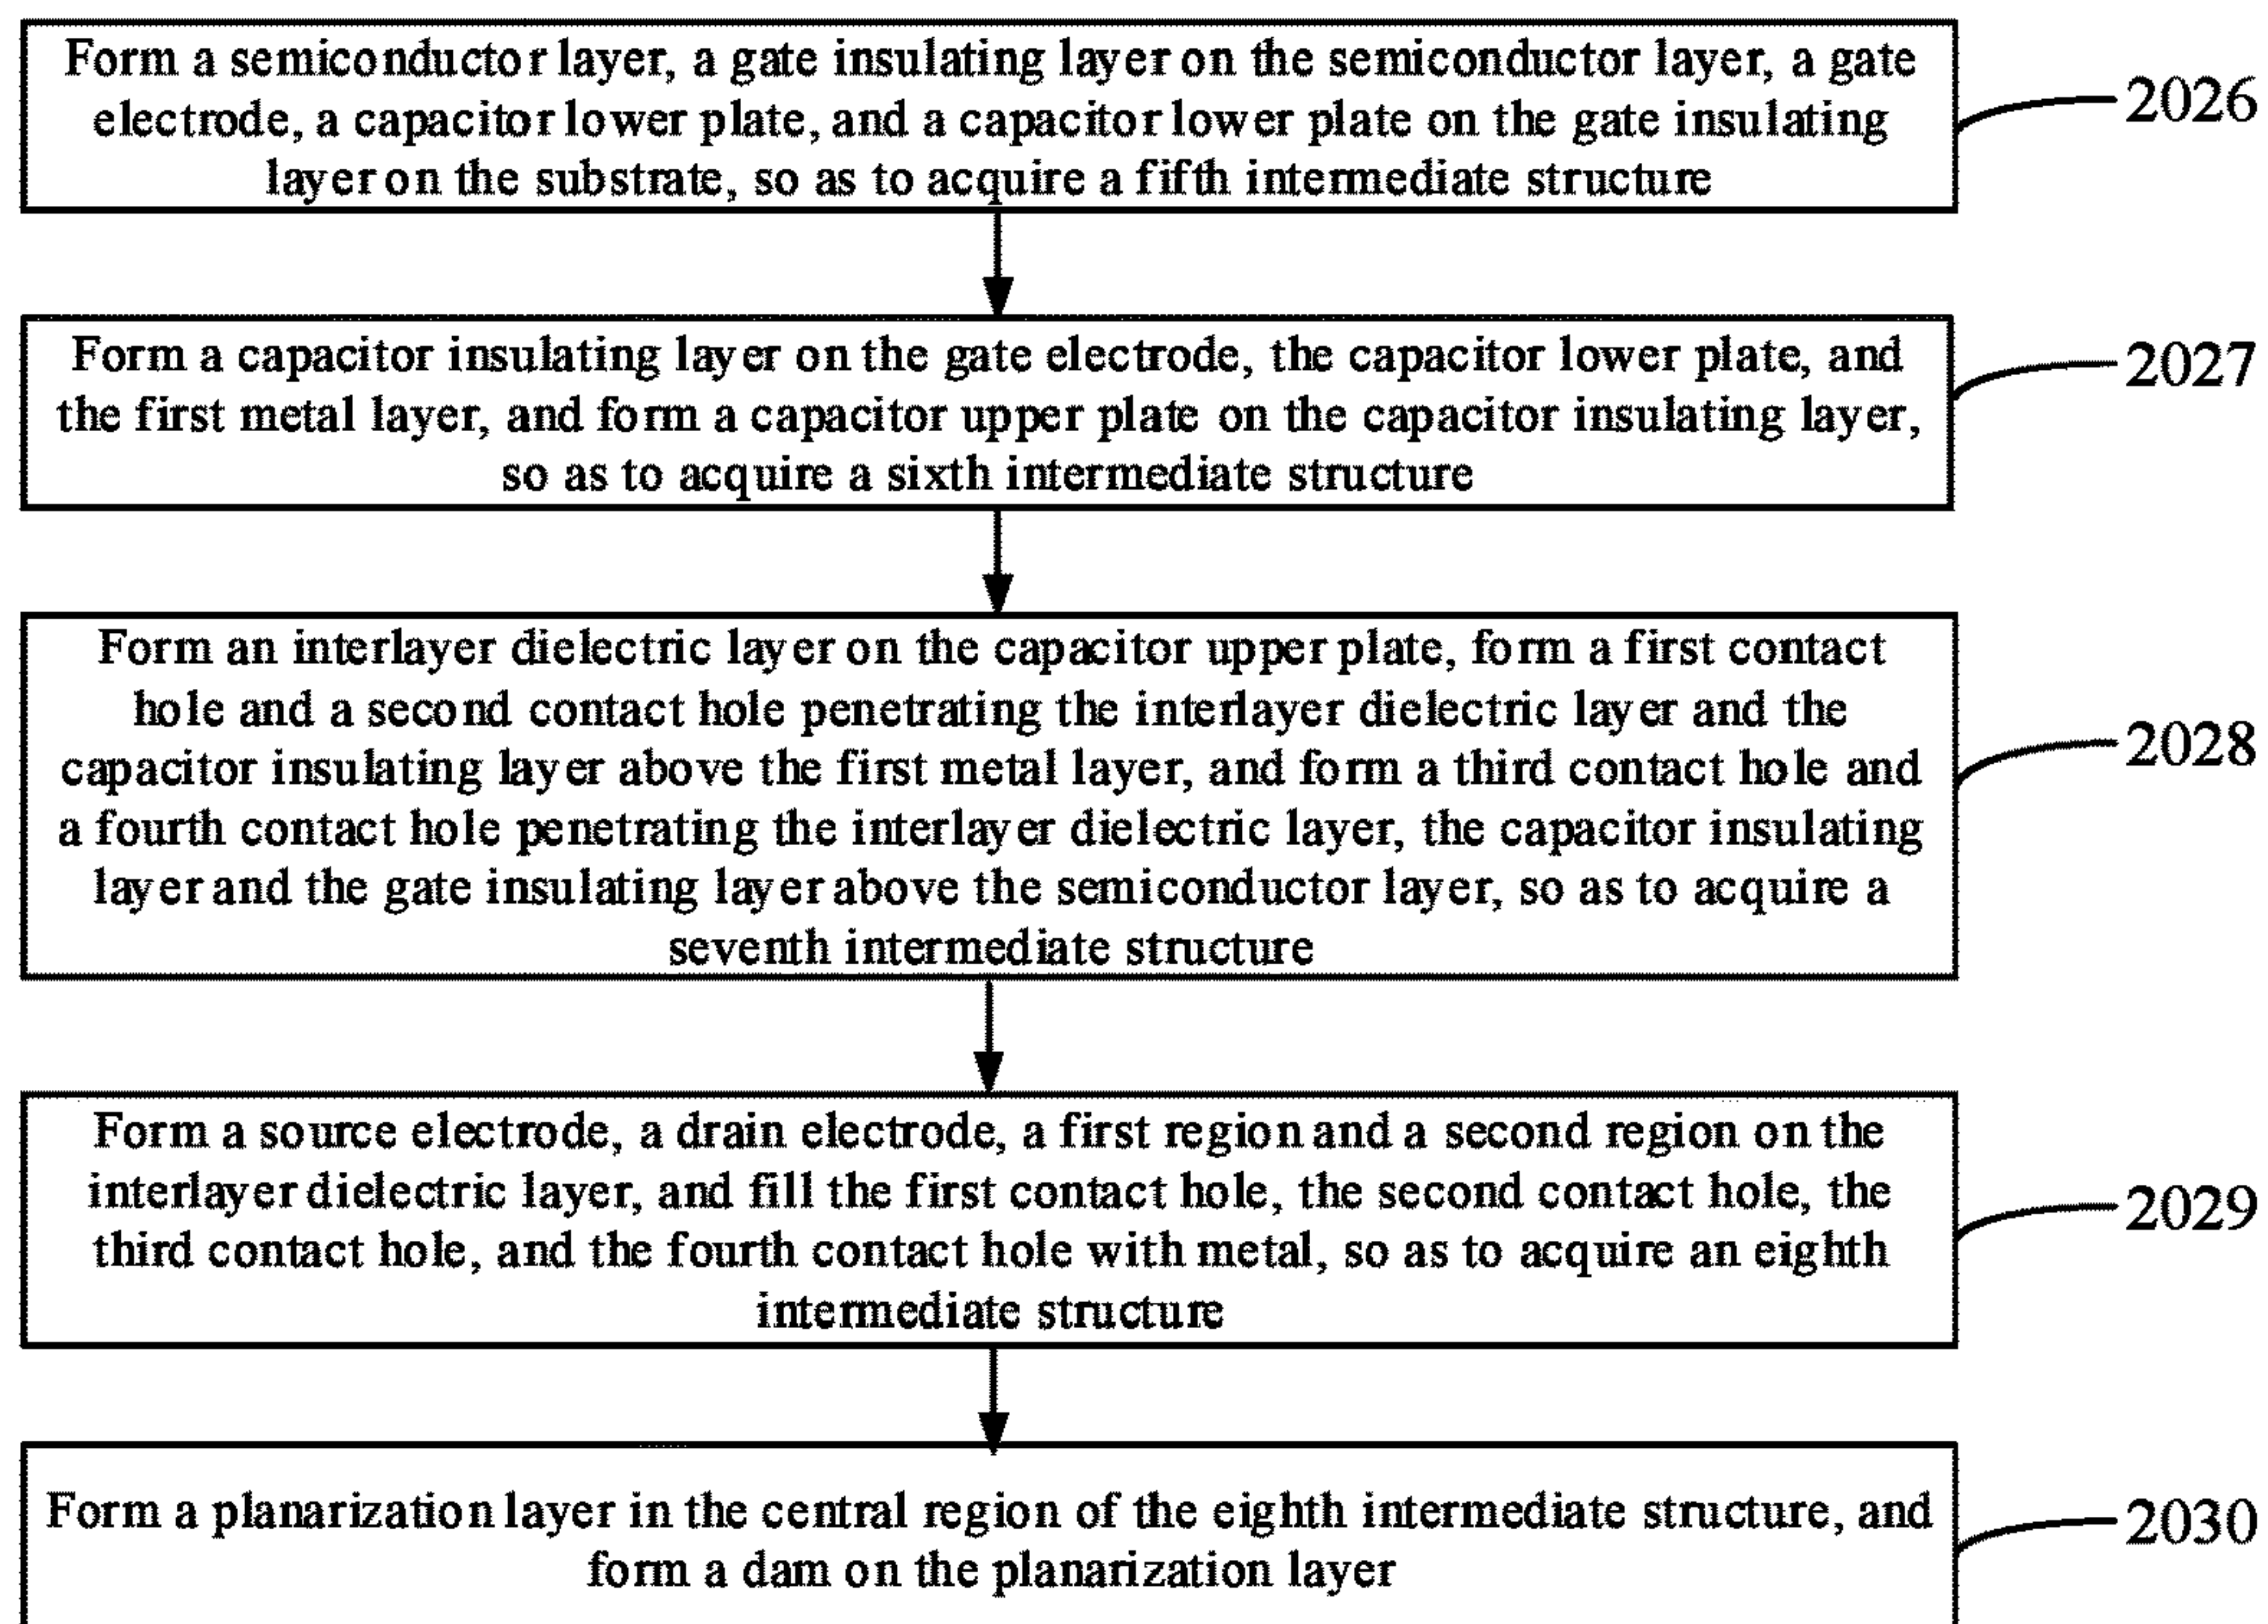 Form a semiconductor layer, a gate insulating layer on the semiconductor layer, a gate
electrode, a capacitor lower plate, and a capacitor lower plate on the gate insulating
layer on the substrate, so as to acquire a fifth intermediate structure
2026
Form a capacitor insulating layer on the gate electrode, the capacitor lower plate, and
the first metal layer, and form a capacitor upper plate on the capacitor insulating layer,
so as to acquire a sixth intermediate structure
2027
Form an interlayer dielectric layer on the capacitor upper plate, form a first contact
hole and a second contact hole penetrating the interlayer dielectric layer and the
capacitor insulating layer above the first metal layer, and form a third contact hole and
a fourth contact hole penetrating the interlayer dielectric layer, the capacitor insulating
layer and the gate insulating layer above the semiconductor layer, so as to acquire a
seventh intermediate structure
2028
Form a source electrode, a drain electrode, a first region and a second region on the
interlayer dielectric layer, and fill the first contact hole, the second contact hole, the
third contact hole, and the fourth contact hole with metal, so as to acquire an eighth
intermediate structure
2029
Form a planarization layer in the central region of the eighth intermediate structure, and
form a dam on the planarization layer
2030